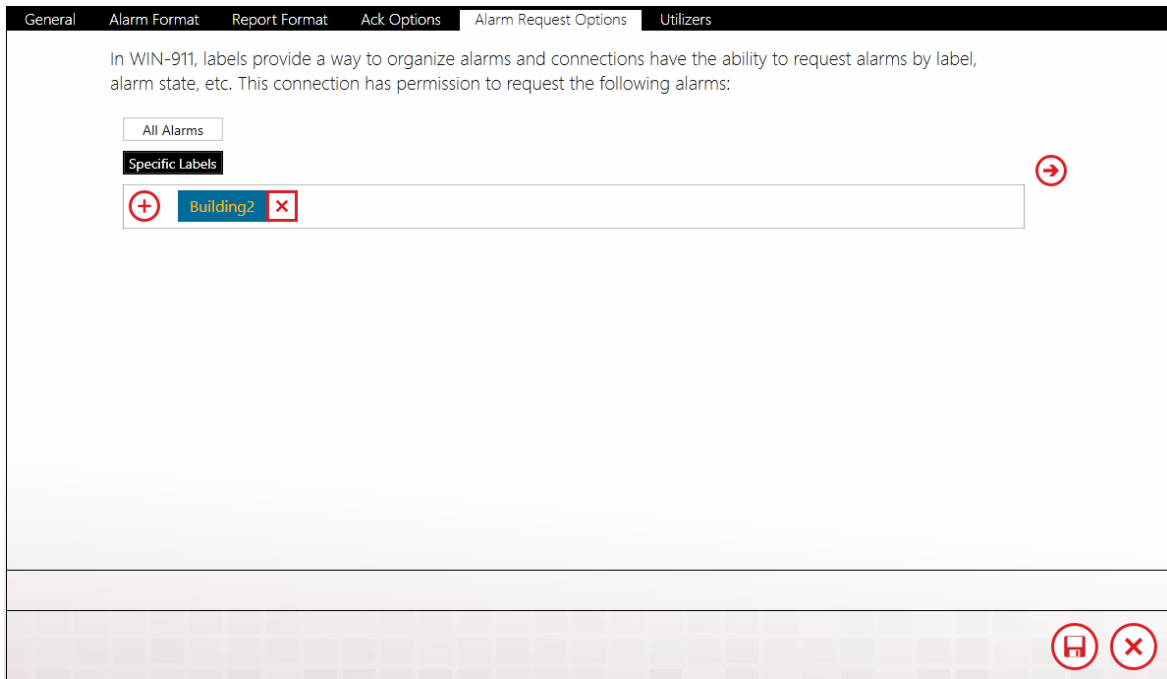 General Alarm Format Report Format Ack Options Alarm Request Options Utilizers
In WIN-911, labels provide a way to organize alarms and connections have the ability to request alarms by label,
alarm state, etc. This connection has permission to request the following alarms:
All Alarms
Specific Labels
Building2